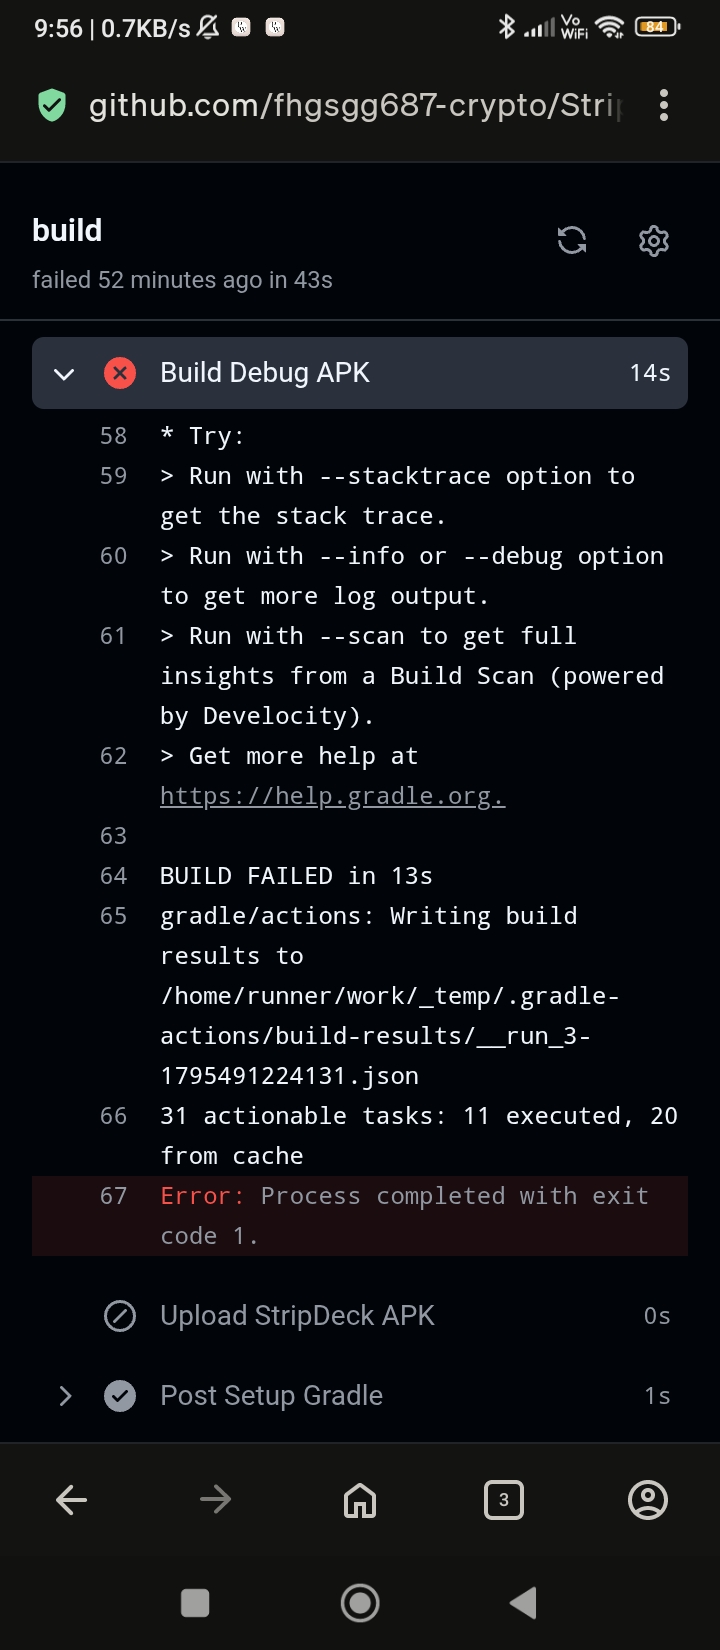 9:56 | 0.7KB/s
Vo
WiFi
84
github.com/fhgsgg687-crypto/Strip
build
failed 52 minutes ago in 43s
Build Debug APK 14s
58 * Try:
59 > Run with --stacktrace option to
get the stack trace.
60 > Run with --info or --debug option
to get more log output.
61 > Run with --scan to get full
insights from a Build Scan (powered
by Develocity).
62 > Get more help at
https://help.gradle.org.
63
64 BUILD FAILED in 13s
65 gradle/actions: Writing build
results to
/home/runner/work/_temp/.gradle-
actions/build-results/__run_3-
1795491224131.json
66 31 actionable tasks: 11 executed, 20
from cache
67 Error: Process completed with exit
code 1.
Upload StripDeck APK 0s
Post Setup Gradle 1s
3